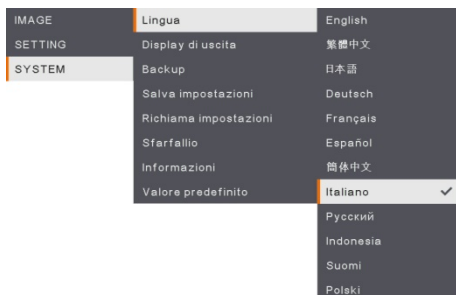 IMAGE
SETTING
SYSTEM
Lingua
Display di uscita
Backup
Salva impostazioni
Richiama impostazioni
Sfarfallio
Informazioni
Valore predefinito
English
繁體中文
日本語
Deutsch
Français
Español
簡体中文
Italiano
Русский
Indonesia
Suomi
Polski